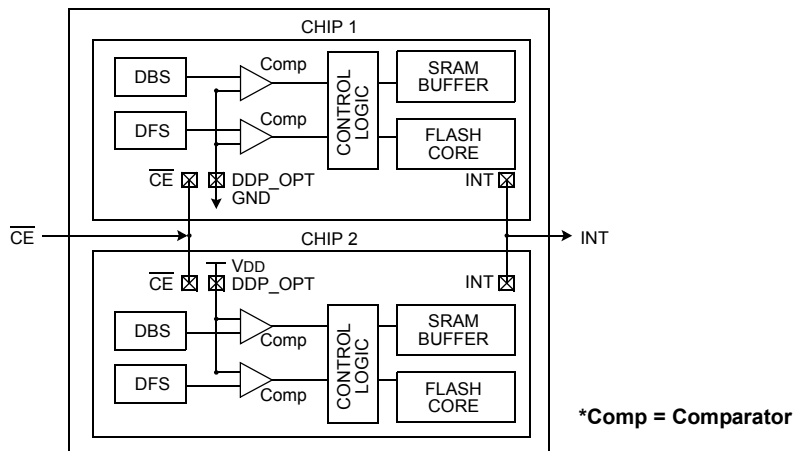 CHIP 1
DBS
Comp
CONTROL
LOGIC
SRAM
BUFFER
DFS
Comp
FLASH
CORE
CE
DDP_OPT
GND
INT
CE
INT
CHIP 2
VDD
CE
DDP_OPT
INT
DBS
Comp
CONTROL
LOGIC
SRAM
BUFFER
DFS
Comp
FLASH
CORE
*Comp = Comparator